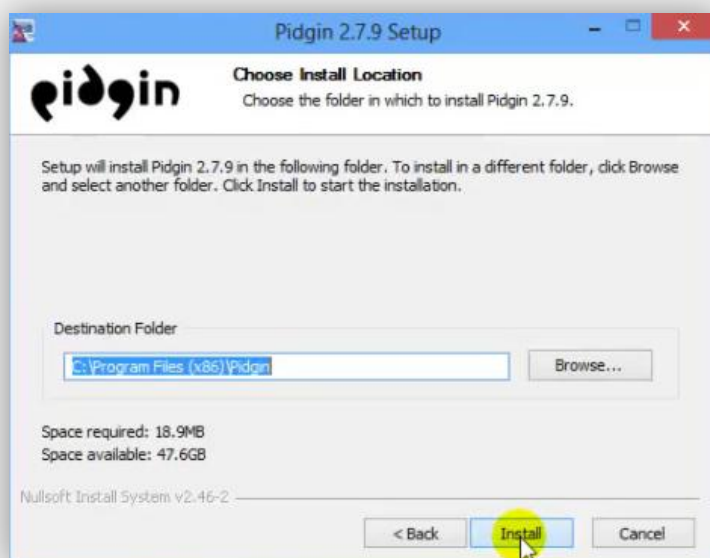 Pidgin 2.7.9 Setup
pidgin
Choose Install Location
Choose the folder in which to install Pidgin 2.7.9.
Setup will install Pidgin 2.7.9 in the following folder. To install in a different folder, click Browse
and select another folder. Click Install to start the installation.
Destination Folder
C:\Program Files (x86)\Pidgin
Browse...
Space required: 18.9MB
Space available: 47.6GB
Nullsoft Install System v2.46-2
< Back
Install
Cancel